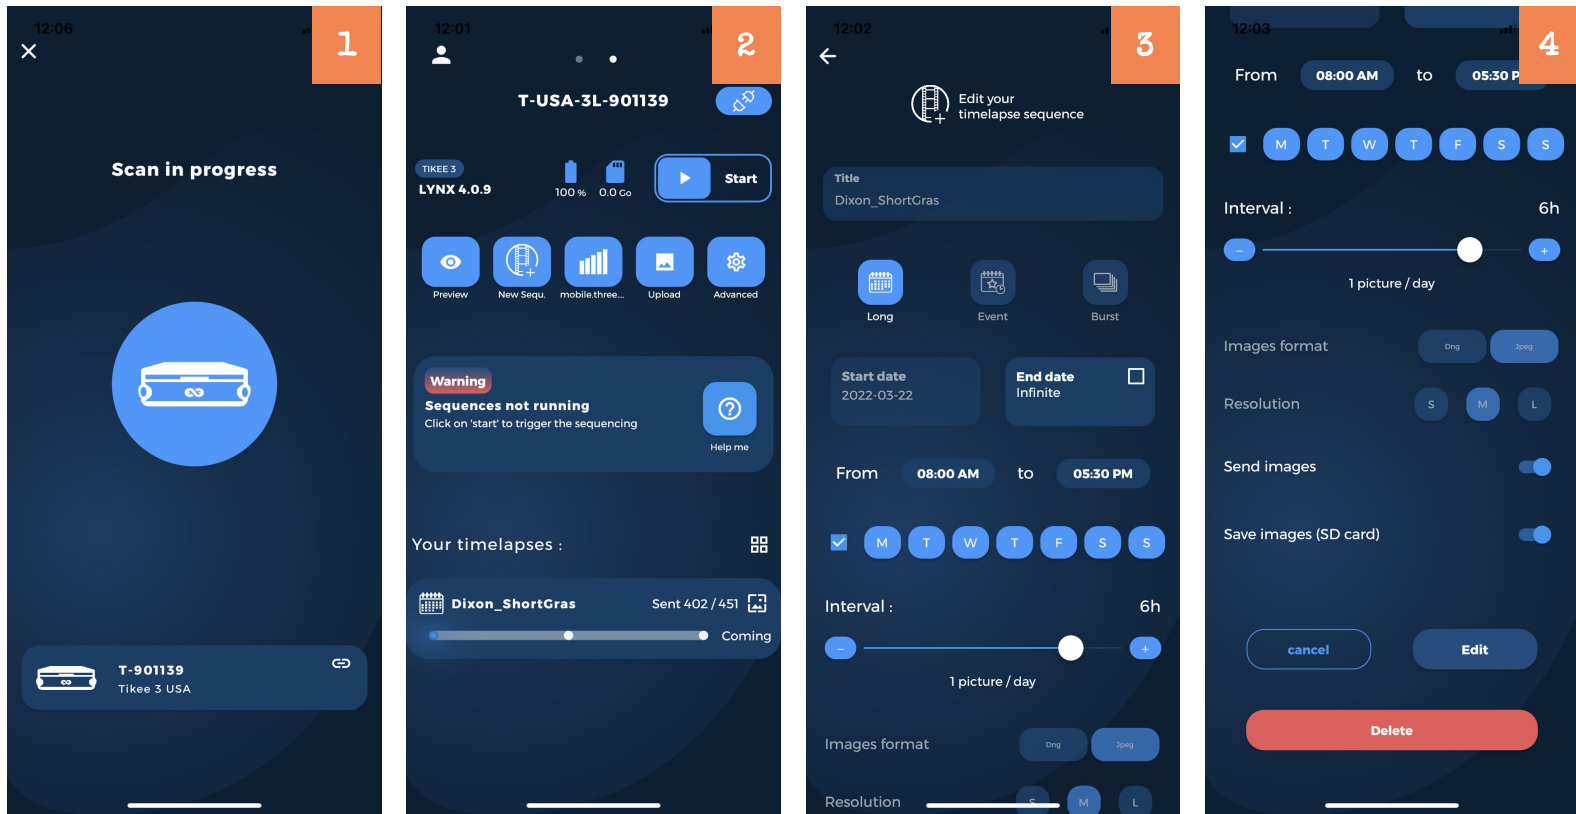 12:06
1
Scan in progress
T-901139
Tikee 3 USA
12:01
2
T-USA-3L-901139
TIKEE 3
LYNX 4.0.9
100 %
0.0 Go
Start
Preview
New Sequ.
mobile.three...
Upload
Advanced
Warning
Sequences not running
Click on 'start' to trigger the sequencing
Help me
Your timelapses :
Dixon_ShortGras
Sent 402 / 451
Coming
12:02
3
Edit your
timelapse sequence
Title
Dixon_ShortGras
Long
Event
Burst
Start date
2022-03-22
End date
Infinite
From 08:00 AM to 05:30 PM
M T W T F S S
Interval : 6h
− +
1 picture / day
Images format Dng Jpeg
Resolution S M L
12:03
4
From 08:00 AM to 05:30 P
M T W T F S S
Interval : 6h
− +
1 picture / day
Images format Dng Jpeg
Resolution S M L
Send images
Save images (SD card)
cancel Edit
Delete